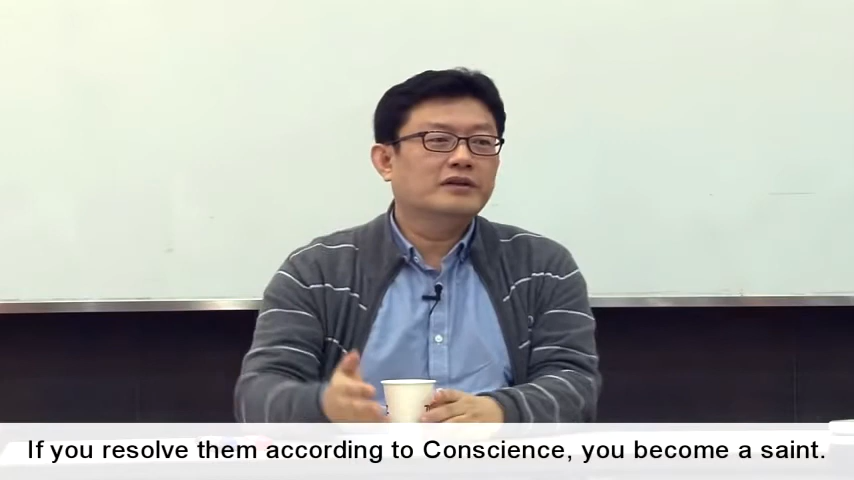 If you resolve them according to Conscience, you become a saint.